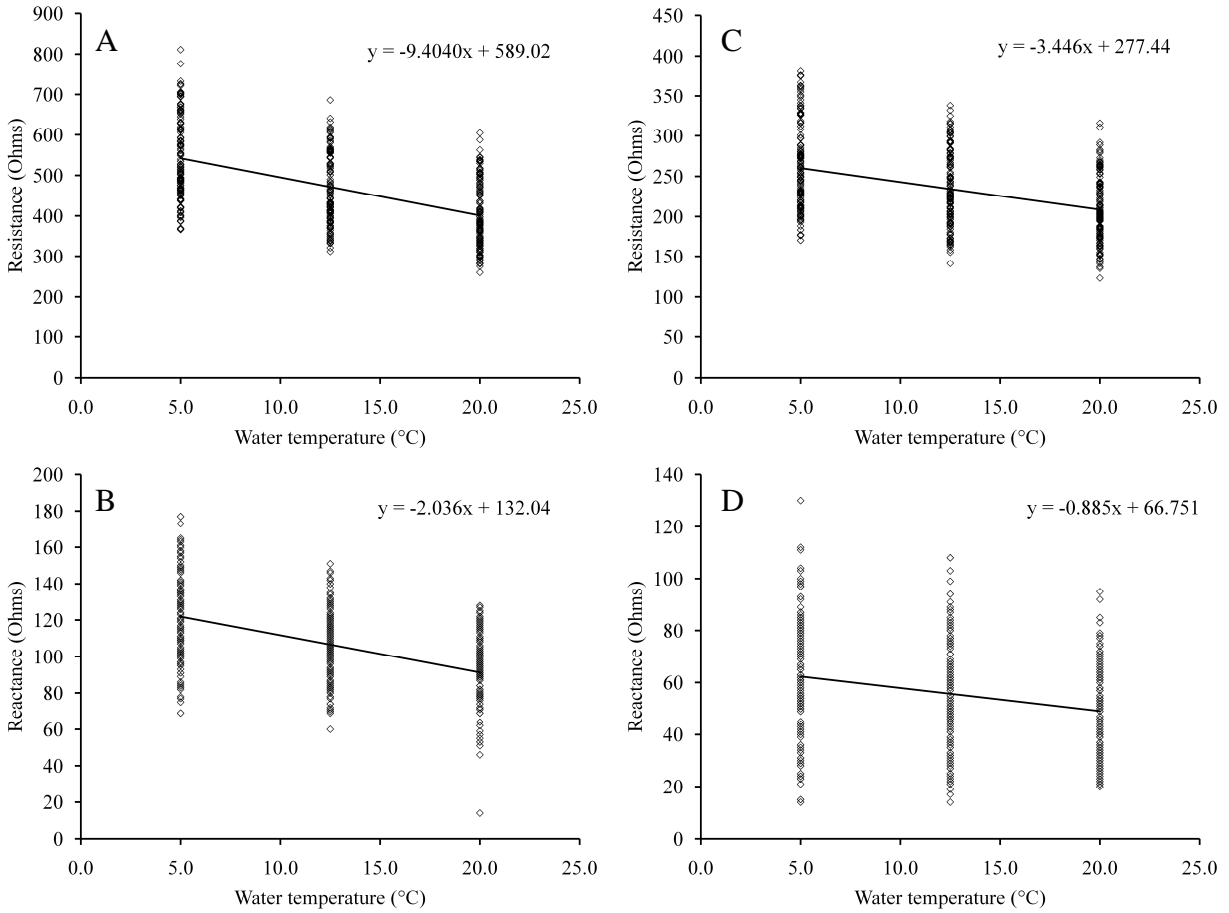 A
y = -9.4040x + 589.02
Resistance (Ohms)
900
800
700
600
500
400
300
200
100
0
0.0 5.0 10.0 15.0 20.0 25.0
Water temperature (°C)
C
y = -3.446x + 277.44
Resistance (Ohms)
450
400
350
300
250
200
150
100
50
0
0.0 5.0 10.0 15.0 20.0 25.0
Water temperature (°C)
B
y = -2.036x + 132.04
Reactance (Ohms)
200
180
160
140
120
100
80
60
40
20
0
0.0 5.0 10.0 15.0 20.0 25.0
Water temperature (°C)
D
y = -0.885x + 66.751
Reactance (Ohms)
140
120
100
80
60
40
20
0
0.0 5.0 10.0 15.0 20.0 25.0
Water temperature (°C)